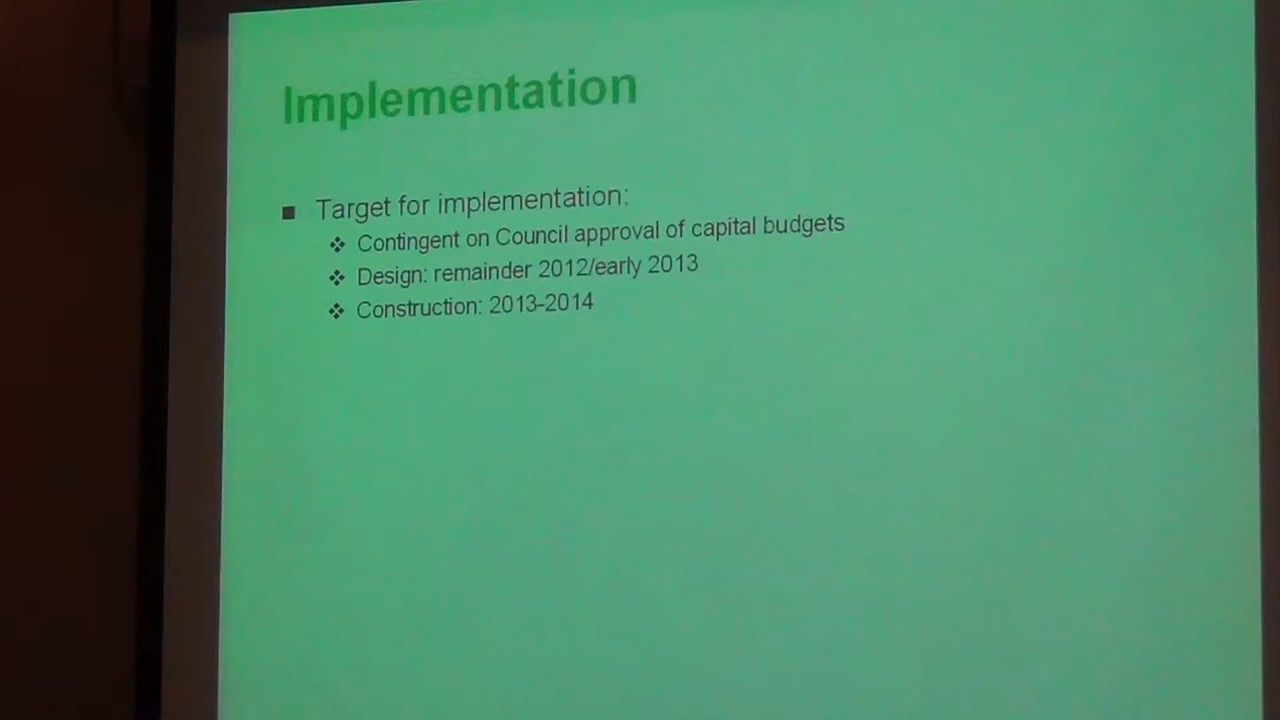 Implementation
■ Target for implementation:
❖ Contingent on Council approval of capital budgets
❖ Design: remainder 2012/early 2013
❖ Construction: 2013-2014